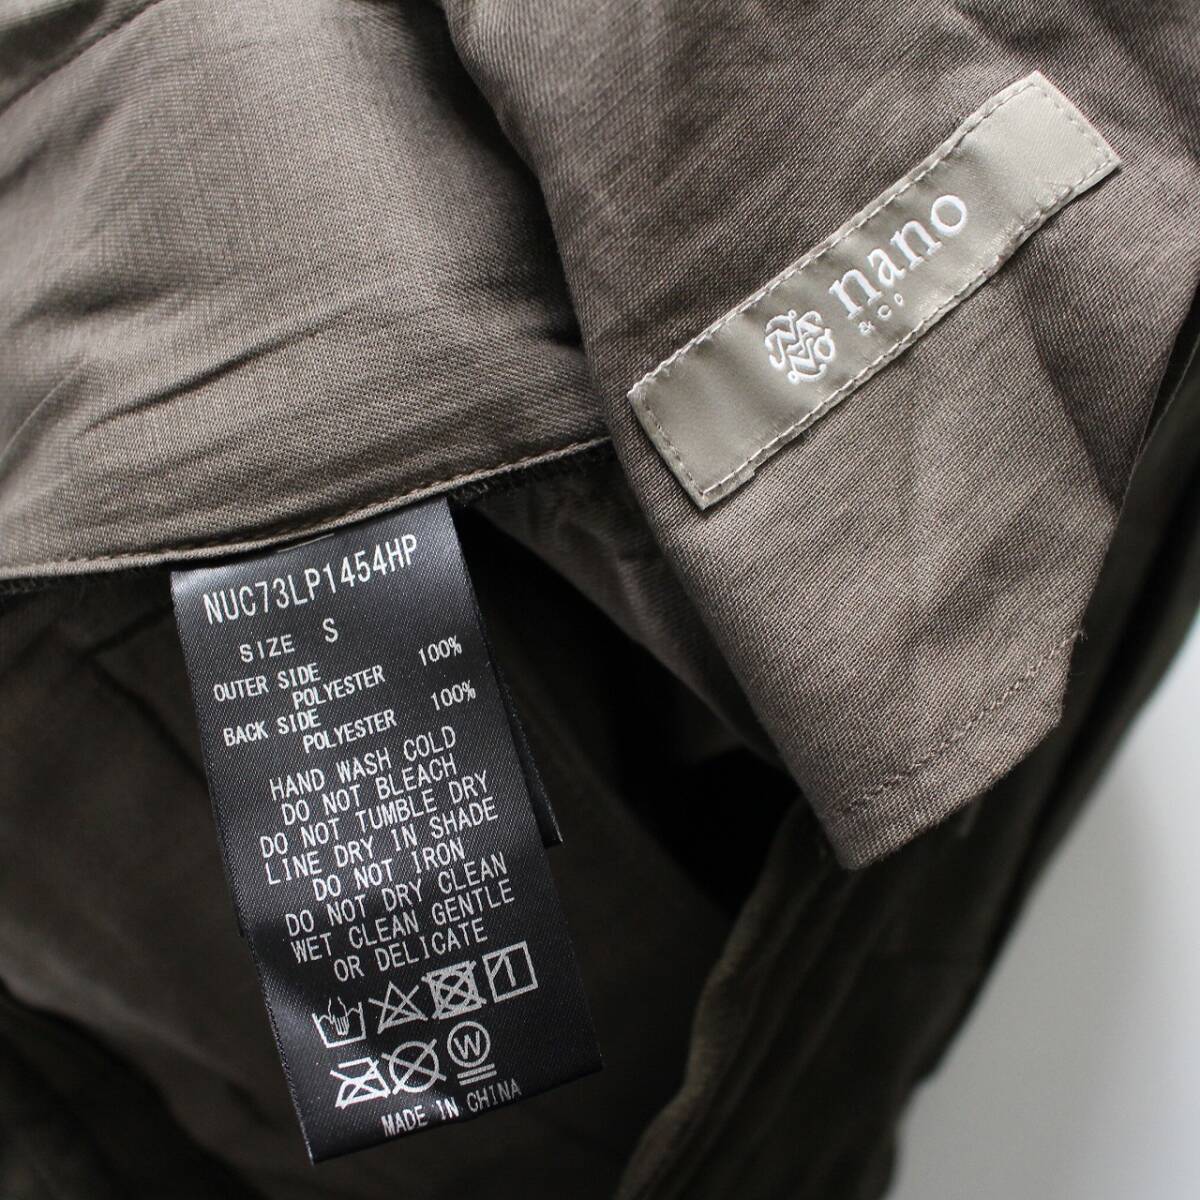 nano
& CO
NUC73LP1454HP
SIZE S
OUTER SIDE
POLYESTER 100%
BACK SIDE
POLYESTER 100%
HAND WASH COLD
DO NOT BLEACH
DO NOT TUMBLE DRY
LINE DRY IN SHADE
DO NOT IRON
DO NOT DRY CLEAN
WET CLEAN GENTLE
OR DELICATE
W
MADE IN CHINA